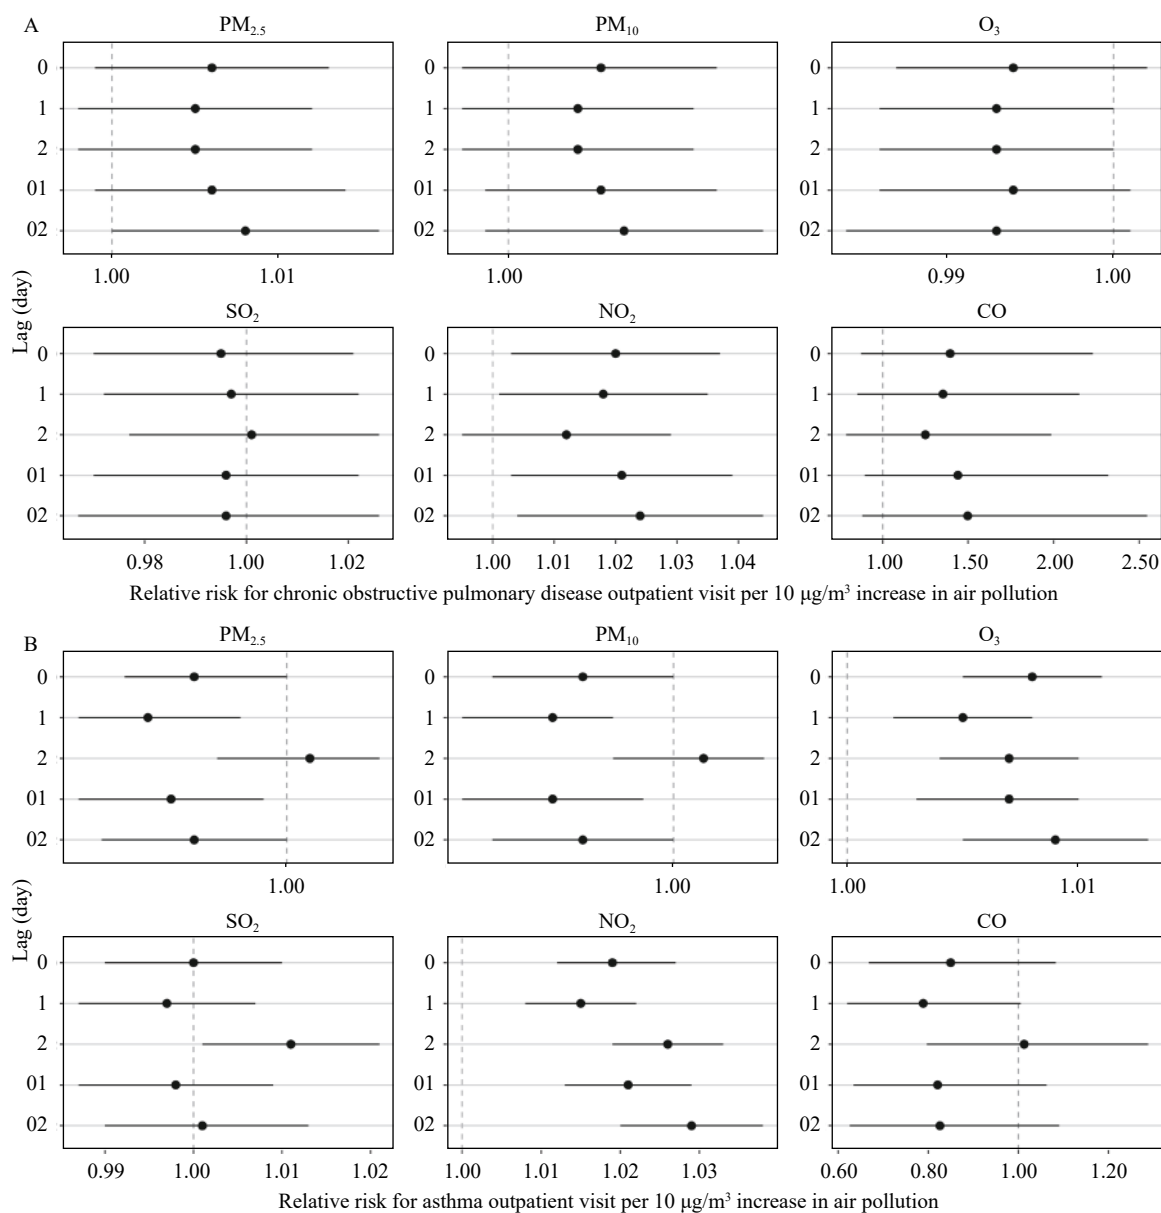 A
PM2.5 PM10 O3
0 0 0
1 1 1
2 2 2
01 01 01
02 02 02
1.00 1.01 1.00 0.99 1.00
Lag (day)
SO2 NO2 CO
0 0 0
1 1 1
2 2 2
01 01 01
02 02 02
0.98 1.00 1.02 1.00 1.01 1.02 1.03 1.04 1.00 1.50 2.00 2.50
Relative risk for chronic obstructive pulmonary disease outpatient visit per 10 μg/m³ increase in air pollution
B
PM2.5 PM10 O3
0 0 0
1 1 1
2 2 2
01 01 01
02 02 02
1.00 1.00 1.00 1.01
Lag (day)
SO2 NO2 CO
0 0 0
1 1 1
2 2 2
01 01 01
02 02 02
0.99 1.00 1.01 1.02 1.00 1.01 1.02 1.03 0.60 0.80 1.00 1.20
Relative risk for asthma outpatient visit per 10 μg/m³ increase in air pollution